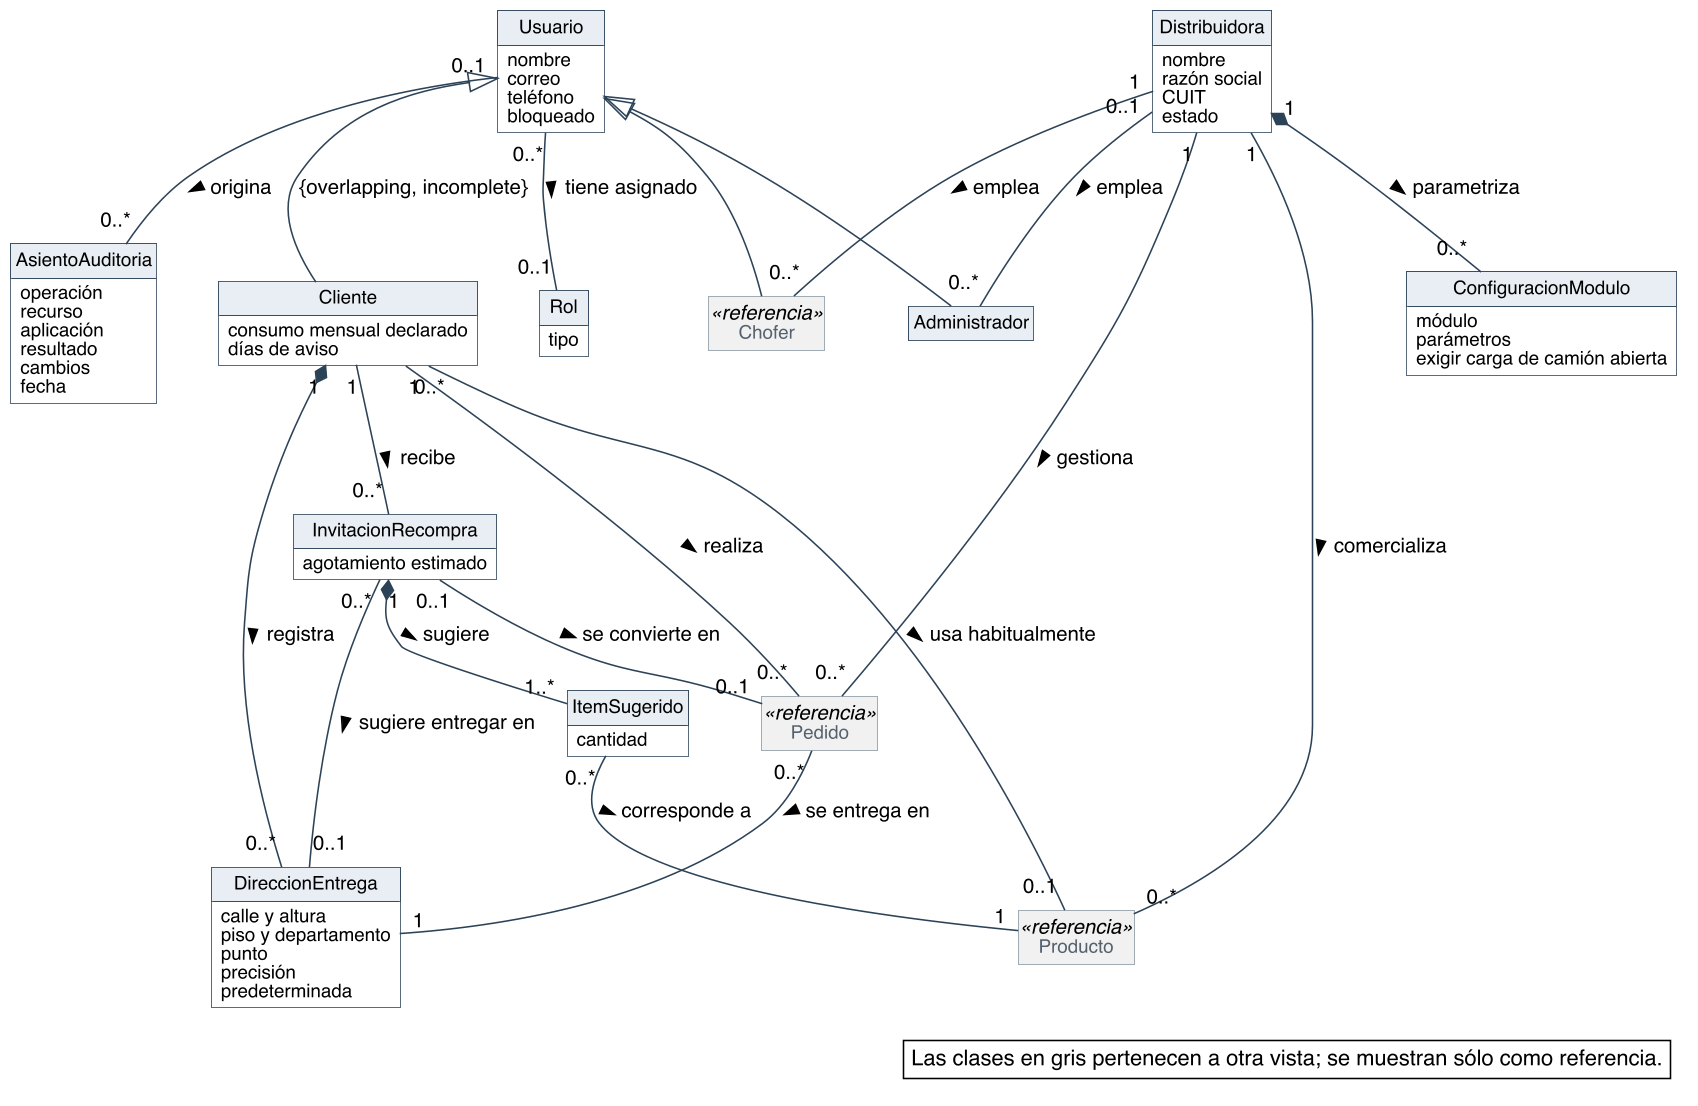 Usuario
nombre
correo
teléfono
bloqueado
Distribuidora
nombre
razón social
CUIT
estado
0..1
1
0..1
1
0..*
1
1
origina
{overlapping, incomplete}
tiene asignado
emplea
emplea
parametriza
0..*
0..1
0..*
0..*
0..*
AsientoAuditoria
operación
recurso
aplicación
resultado
cambios
fecha
Cliente
consumo mensual declarado
días de aviso
Rol
tipo
«referencia»
Chofer
Administrador
ConfiguracionModulo
módulo
parámetros
exigir carga de camión abierta
1
1
1
0..*
recibe
gestiona
0..*
InvitacionRecompra
agotamiento estimado
realiza
comercializa
0..*
1
0..1
registra
sugiere
se convierte en
usa habitualmente
1..*
0..1
0..*
0..*
ItemSugerido
cantidad
«referencia»
Pedido
sugiere entregar en
0..*
0..*
corresponde a
se entrega en
0..*
0..1
DireccionEntrega
calle y altura
piso y departamento
punto
precisión
predeterminada
1
1
0..1
0..*
«referencia»
Producto
Las clases en gris pertenecen a otra vista; se muestran sólo como referencia.